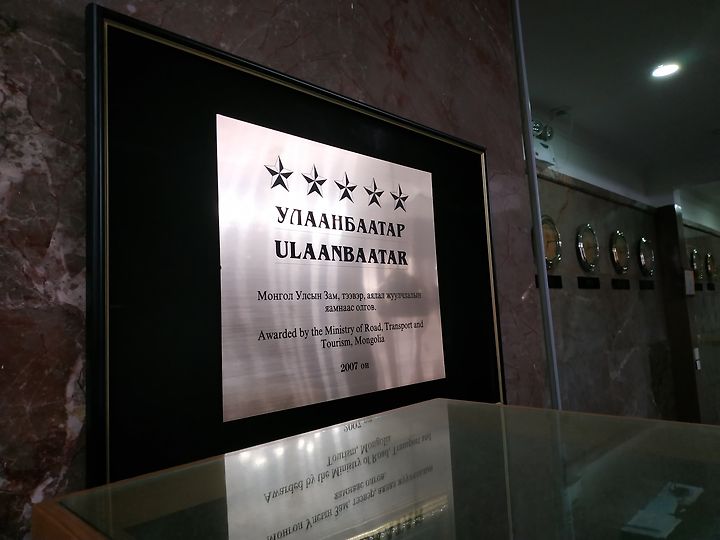 УЛААНБААТАР
ULAANBAATAR
Монгол Улсын Зам, тээвэр, аялал жуулчлалын
яамнаас олгов.
Awarded by the Ministry of Road, Transport and
Tourism, Mongolia
2007 он